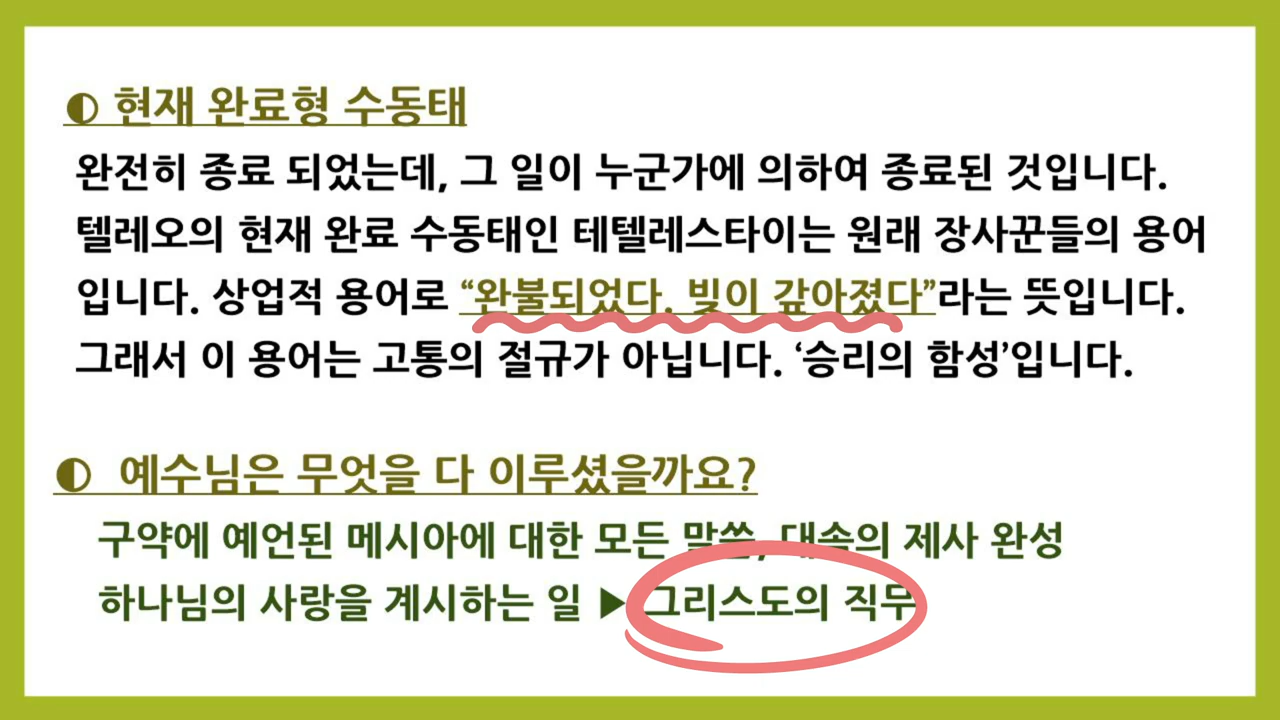 ◐ 현재 완료형 수동태
완전히 종료 되었는데, 그 일이 누군가에 의하여 종료된 것입니다.
텔레오의 현재 완료 수동태인 테텔레스타이는 원래 장사꾼들의 용어
입니다. 상업적 용어로 “완불되었다. 빚이 갚아졌다”라는 뜻입니다.
그래서 이 용어는 고통의 절규가 아닙니다. ‘승리의 함성’입니다.
◐ 예수님은 무엇을 다 이루셨을까요?
구약에 예언된 메시아에 대한 모든 말씀, 대속의 제사 완성
하나님의 사랑을 계시하는 일 ▶ 그리스도의 직무